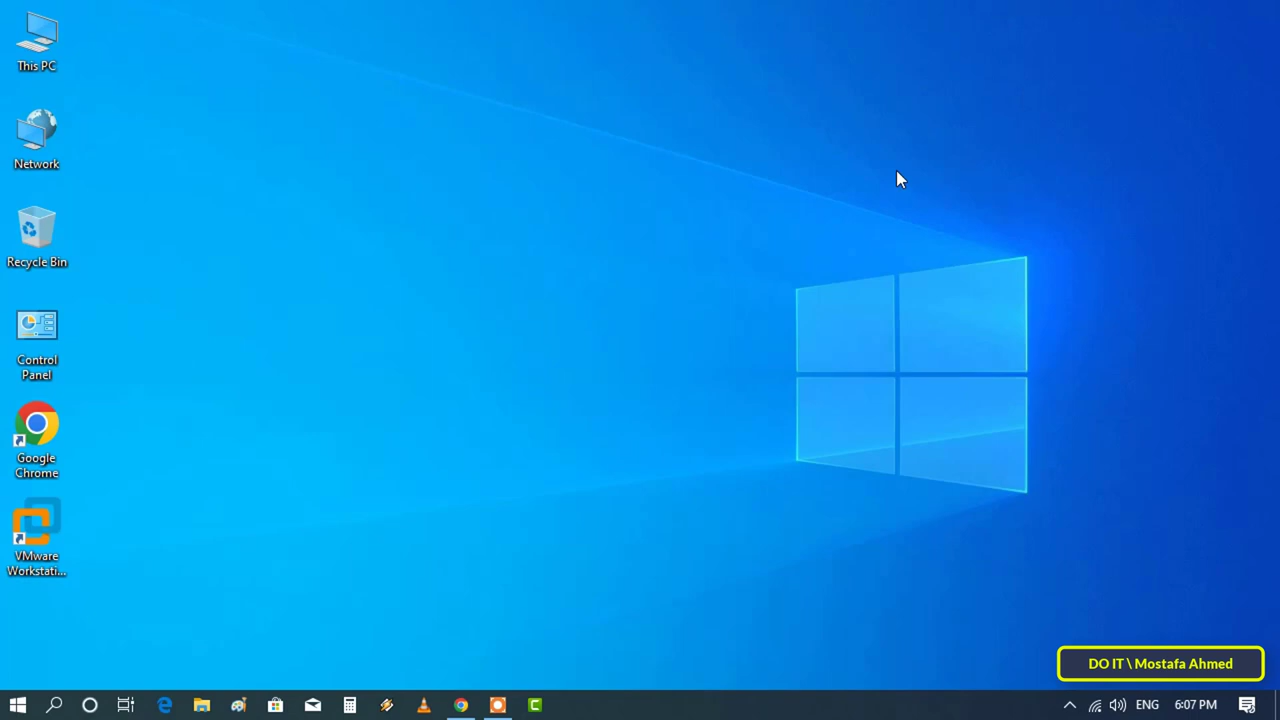 This PC
Network
Recycle Bin
Control
Panel
Google
Chrome
VMware
Workstati...
DO IT \ Mostafa Ahmed
ENG
6:07 PM